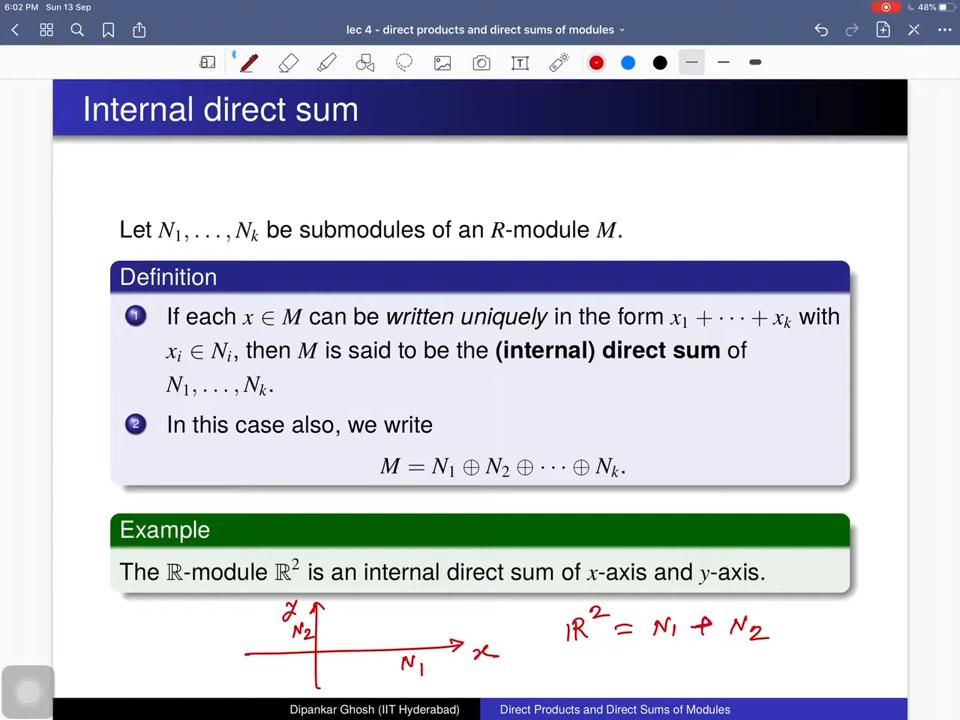 6:02 PM Sun 13 Sep
48%
lec 4 - direct products and direct sums of modules
T
Internal direct sum
Let N₁, . . . , Nₖ be submodules of an R-module M.
Definition
1 If each x ∈ M can be written uniquely in the form x₁ + ··· + xₖ with
xᵢ ∈ Nᵢ, then M is said to be the (internal) direct sum of
N₁, . . . , Nₖ.
2 In this case also, we write
M = N₁ ⊕ N₂ ⊕ ··· ⊕ Nₖ.
Example
The ℝ-module ℝ² is an internal direct sum of x-axis and y-axis.
y
N₂
N₁
x
ℝ² = N₁ + N₂
Dipankar Ghosh (IIT Hyderabad)
Direct Products and Direct Sums of Modules